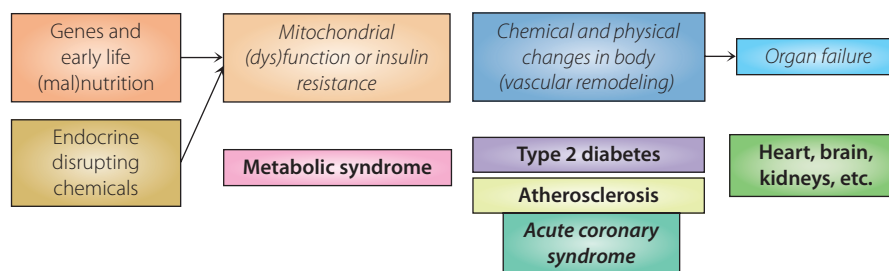 Genes and
early life
(mal)nutrition
Mitochondrial
(dys)function or insulin
resistance
Chemical and physical
changes in body
(vascular remodeling)
Organ failure
Endocrine
disrupting
chemicals
Metabolic syndrome
Type 2 diabetes
Atherosclerosis
Acute coronary
syndrome
Heart, brain,
kidneys, etc.